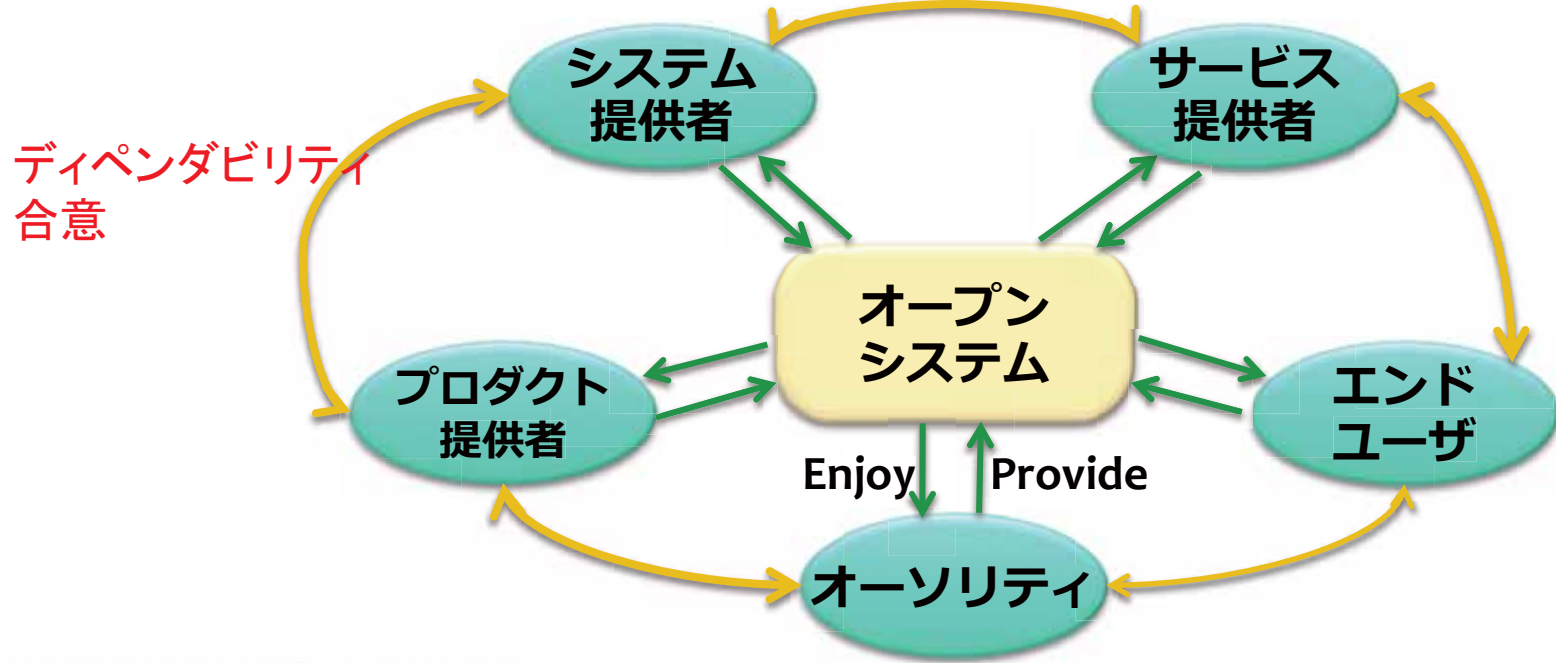 システム
提供者
サービス
提供者
ディペンダビリティ
合意
オープン
システム
プロダクト
提供者
エンド
ユーザ
Enjoy
Provide
オーソリティ